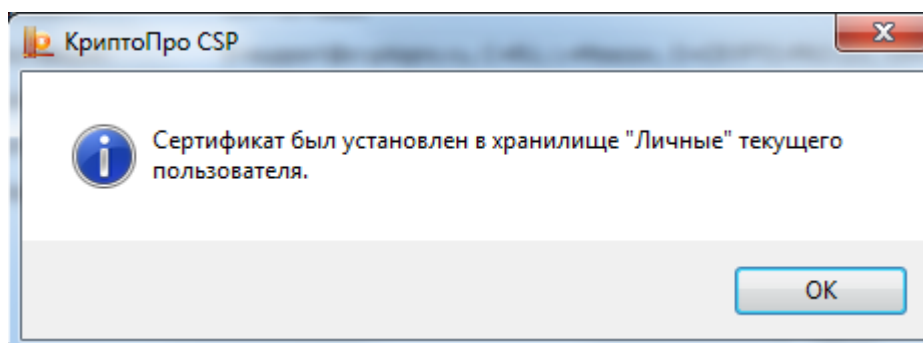 КриптоПро CSP
Сертификат был установлен в хранилище "Личные" текущего
пользователя.
OK